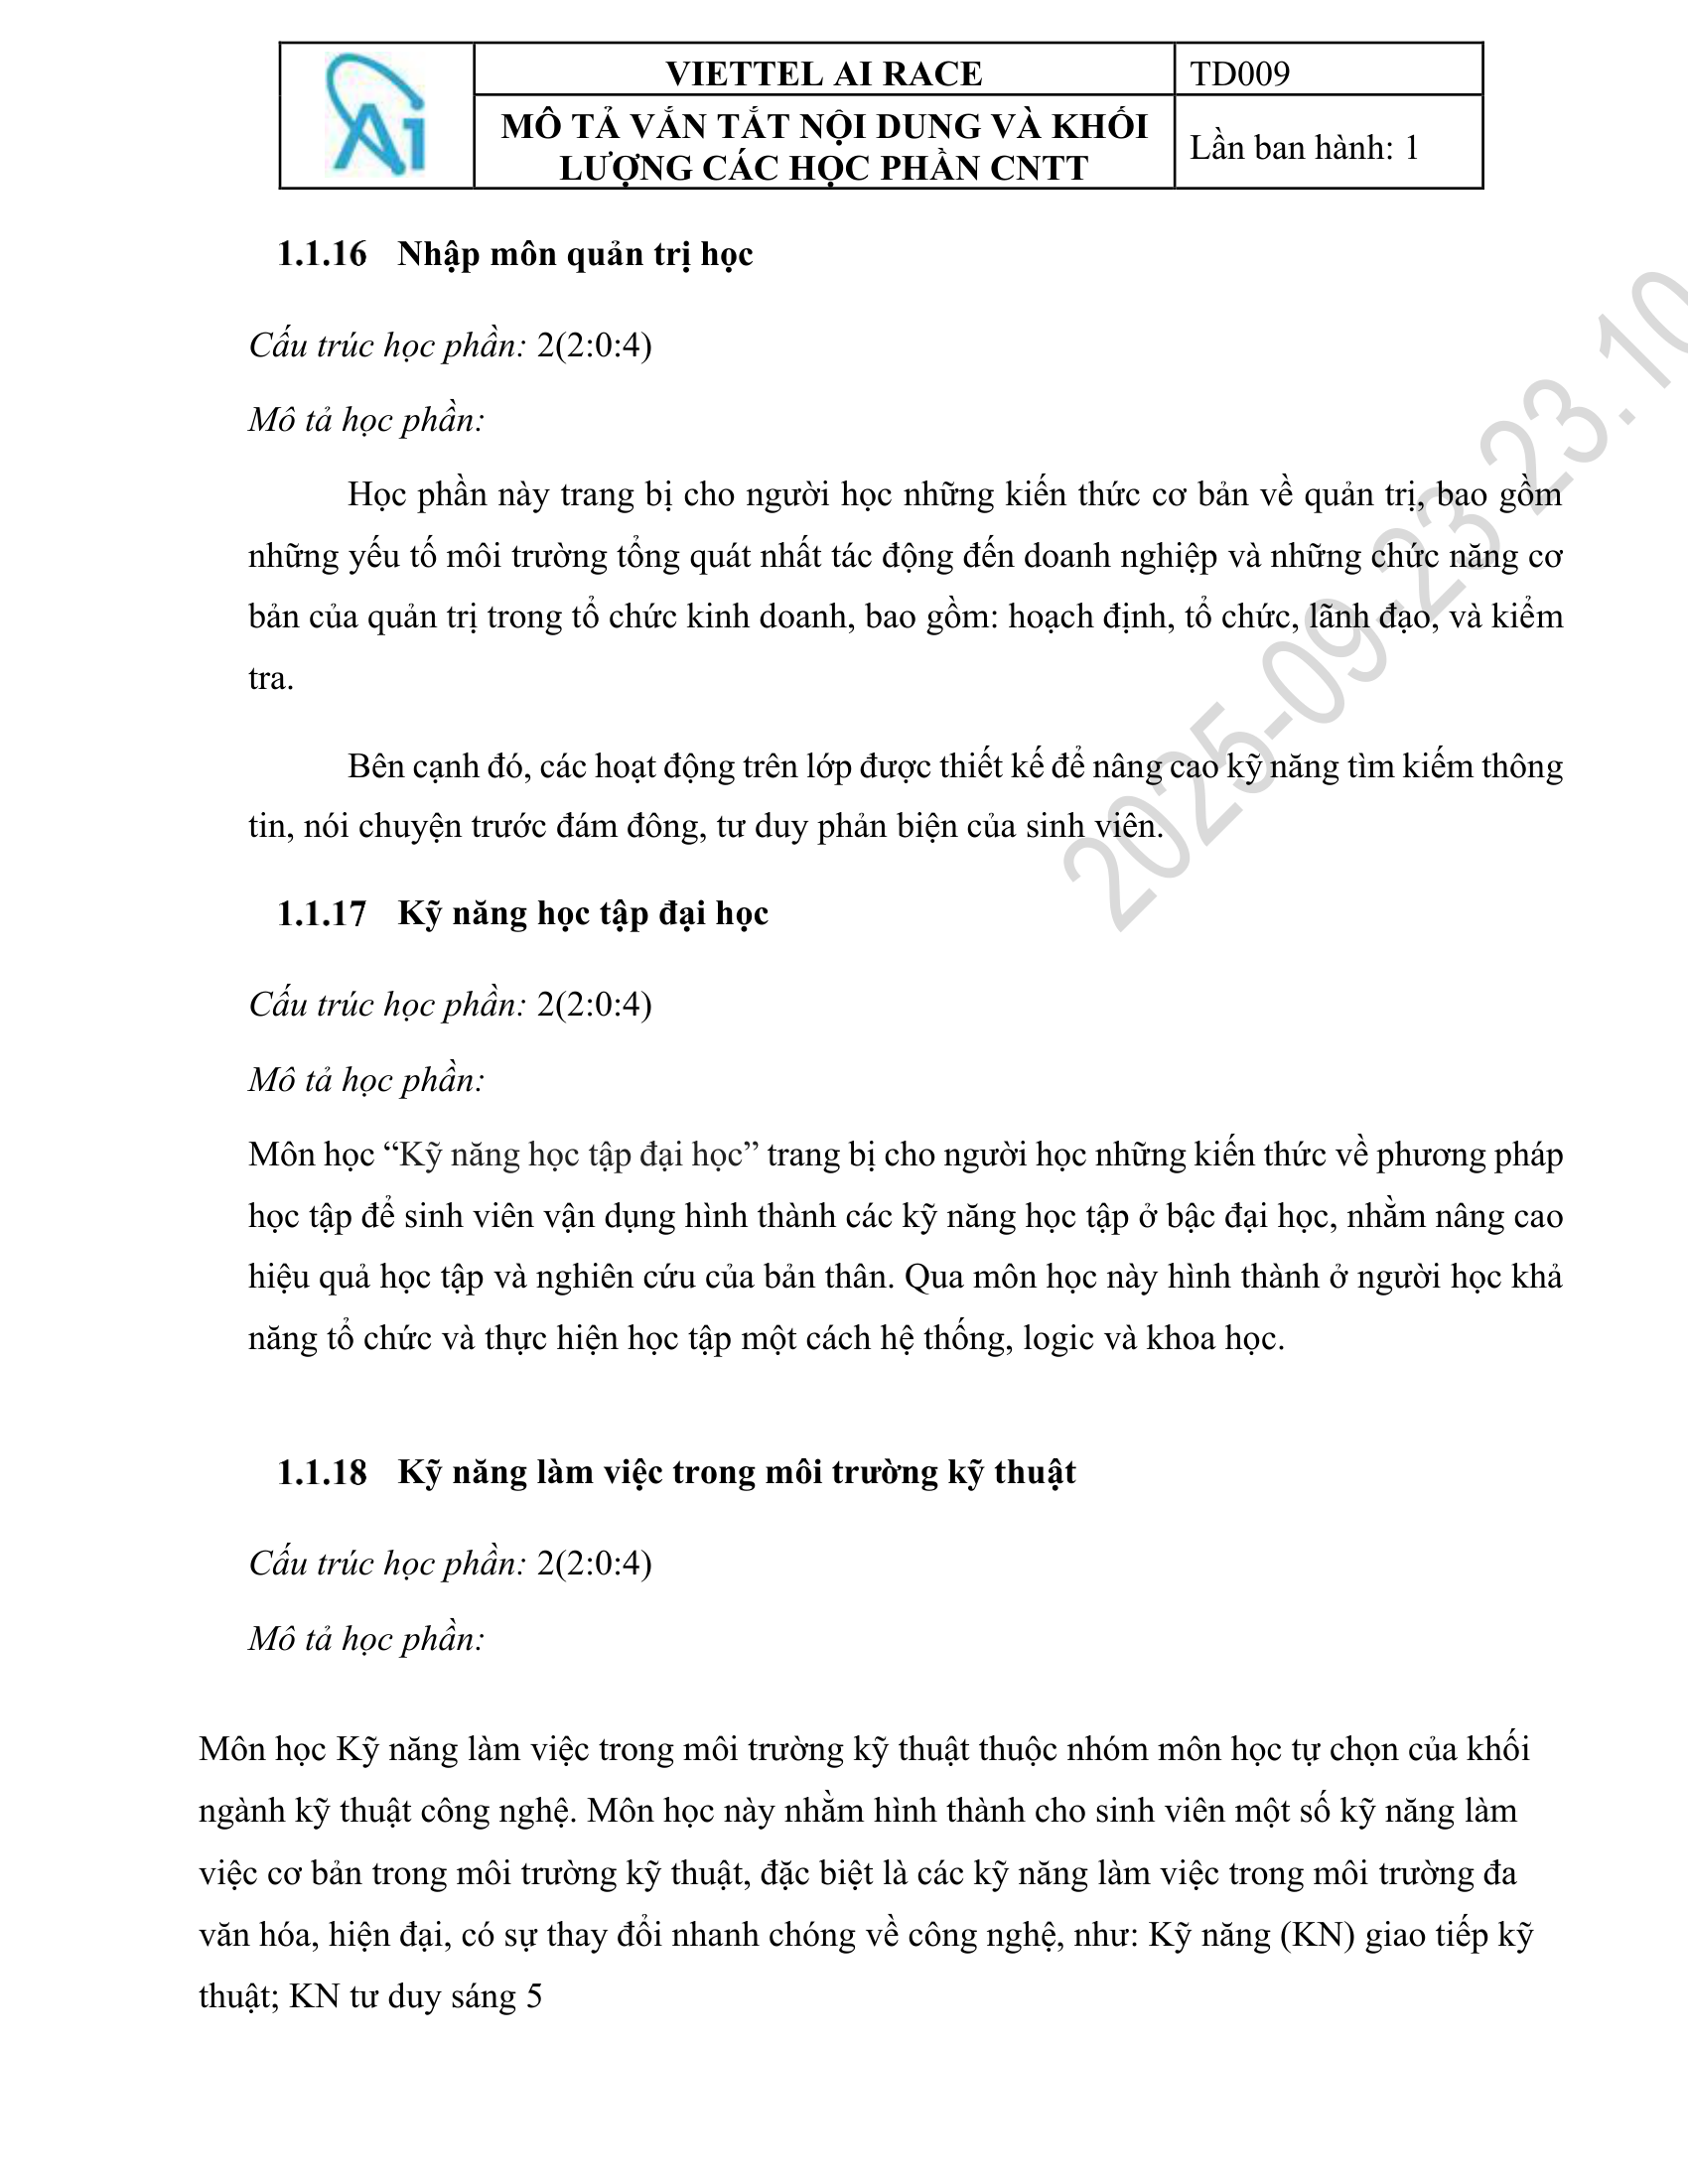 Ai
VIETTEL AI RACE
TD009
MÔ TẢ VẮN TẮT NỘI DUNG VÀ KHỐI
LƯỢNG CÁC HỌC PHẦN CNTT
Lần ban hành: 1
1.1.16 Nhập môn quản trị học
Cấu trúc học phần: 2(2:0:4)
Mô tả học phần:
Học phần này trang bị cho người học những kiến thức cơ bản về quản trị, bao gồm
những yếu tố môi trường tổng quát nhất tác động đến doanh nghiệp và những chức năng cơ
bản của quản trị trong tổ chức kinh doanh, bao gồm: hoạch định, tổ chức, lãnh đạo, và kiểm
tra.
Bên cạnh đó, các hoạt động trên lớp được thiết kế để nâng cao kỹ năng tìm kiếm thông
tin, nói chuyện trước đám đông, tư duy phản biện của sinh viên.
1.1.17 Kỹ năng học tập đại học
Cấu trúc học phần: 2(2:0:4)
Mô tả học phần:
Môn học “Kỹ năng học tập đại học” trang bị cho người học những kiến thức về phương pháp
học tập để sinh viên vận dụng hình thành các kỹ năng học tập ở bậc đại học, nhằm nâng cao
hiệu quả học tập và nghiên cứu của bản thân. Qua môn học này hình thành ở người học khả
năng tổ chức và thực hiện học tập một cách hệ thống, logic và khoa học.
1.1.18 Kỹ năng làm việc trong môi trường kỹ thuật
Cấu trúc học phần: 2(2:0:4)
Mô tả học phần:
Môn học Kỹ năng làm việc trong môi trường kỹ thuật thuộc nhóm môn học tự chọn của khối
ngành kỹ thuật công nghệ. Môn học này nhằm hình thành cho sinh viên một số kỹ năng làm
việc cơ bản trong môi trường kỹ thuật, đặc biệt là các kỹ năng làm việc trong môi trường đa
văn hóa, hiện đại, có sự thay đổi nhanh chóng về công nghệ, như: Kỹ năng (KN) giao tiếp kỹ
thuật; KN tư duy sáng 5
2025-09-23 23.10